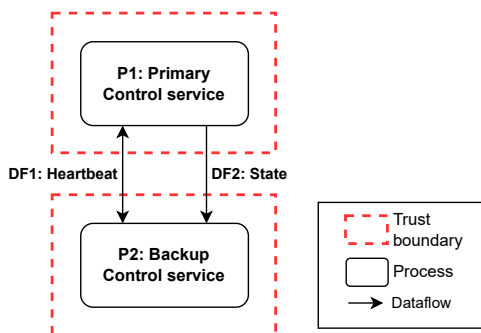 P1: Primary
Control service
DF1: Heartbeat
DF2: State
P2: Backup
Control service
Trust
boundary
Process
Dataflow